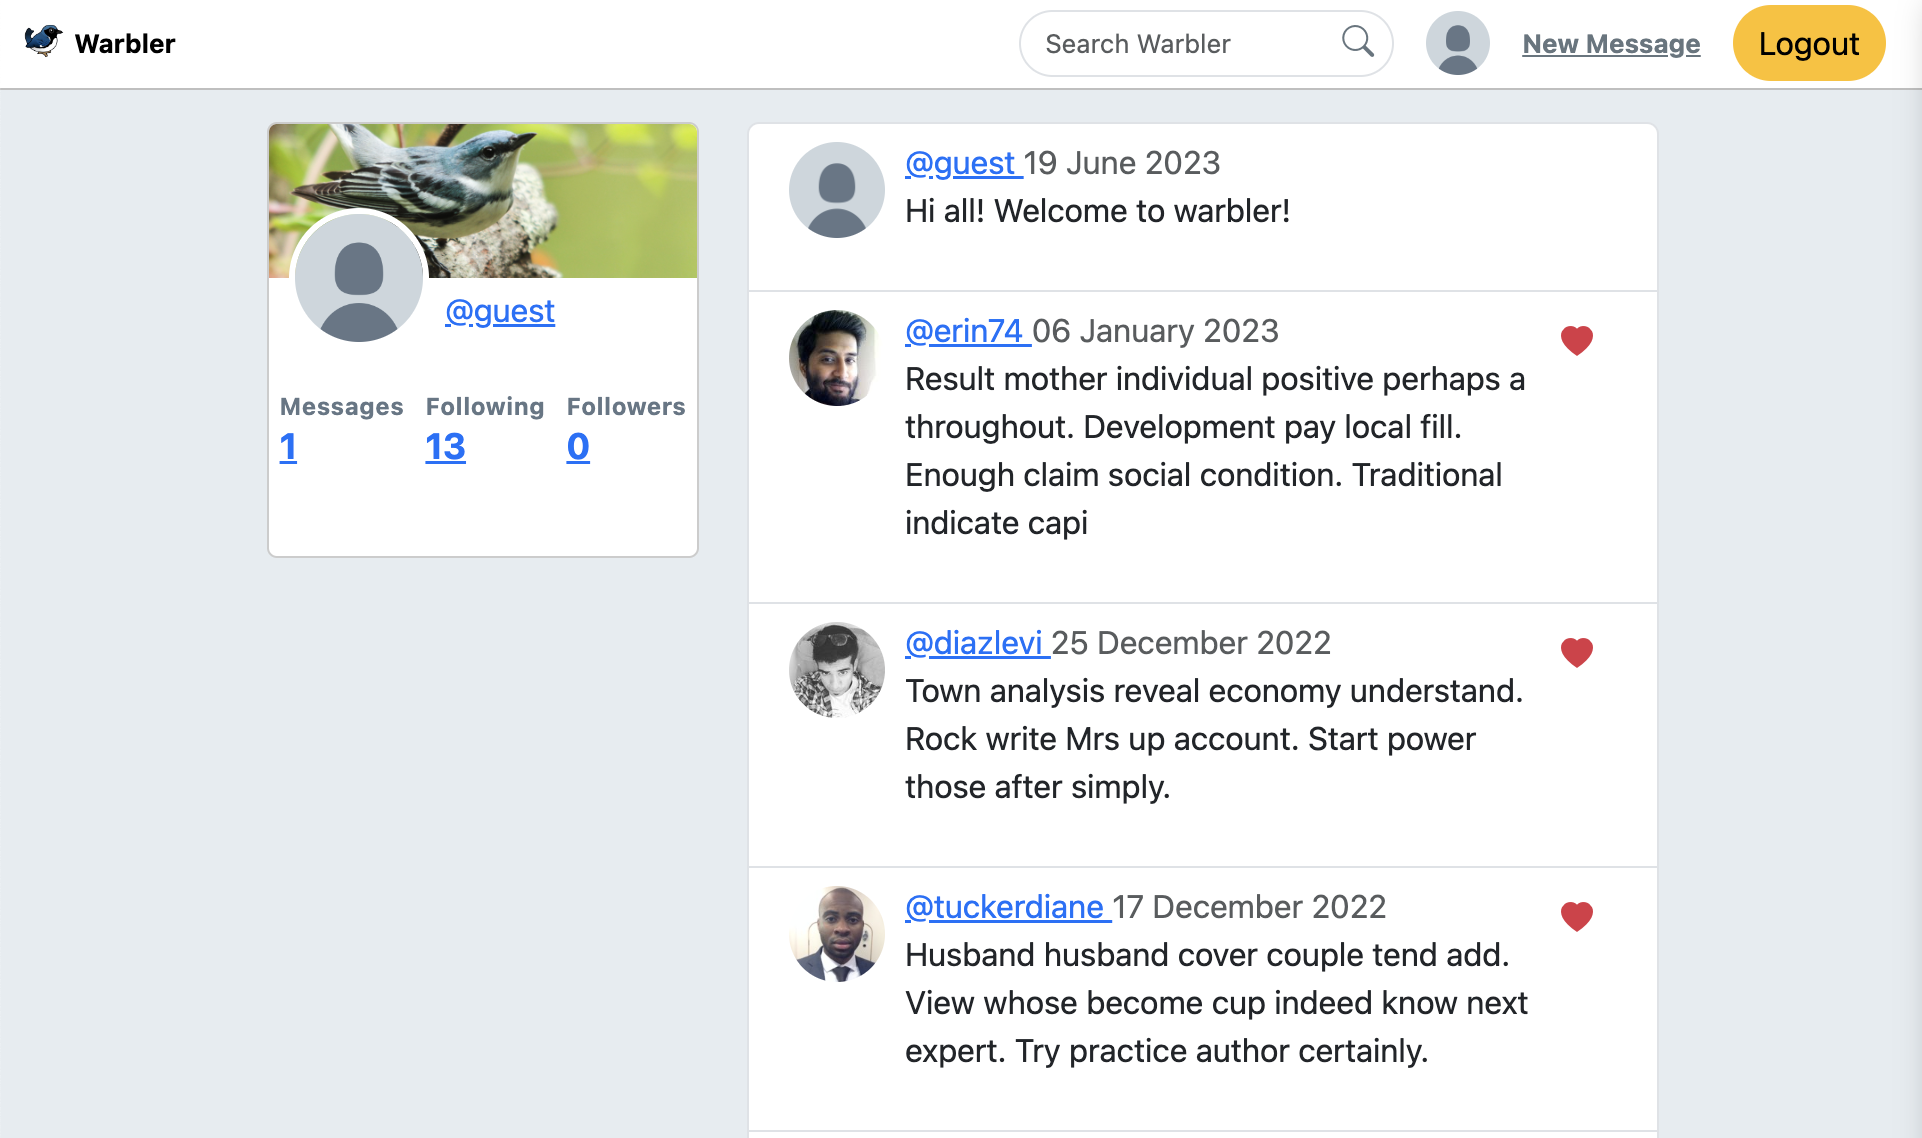 Warbler
Search Warbler
New Message
Logout
@guest
Messages Following Followers
1 13 0
@guest 19 June 2023
Hi all! Welcome to warbler!
@erin74 06 January 2023
Result mother individual positive perhaps a
throughout. Development pay local fill.
Enough claim social condition. Traditional
indicate capi
@diazlevi 25 December 2022
Town analysis reveal economy understand.
Rock write Mrs up account. Start power
those after simply.
@tuckerdiane 17 December 2022
Husband husband cover couple tend add.
View whose become cup indeed know next
expert. Try practice author certainly.